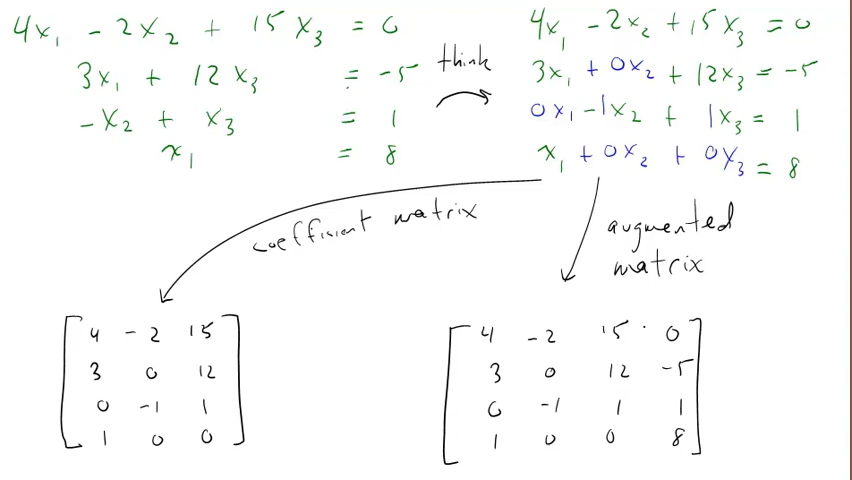 4x₁ - 2x₂ + 15x₃ = 0
3x₁ + 12x₃ = -5
-x₂ + x₃ = 1
x₁ = 8
think
4x₁ - 2x₂ + 15x₃ = 0
3x₁ + 0x₂ + 12x₃ = -5
0x₁ - 1x₂ + 1x₃ = 1
x₁ + 0x₂ + 0x₃ = 8
coeffisient matrix
augmented
matrix
4 -2 15
3 0 12
0 -1 1
1 0 0
4 -2 15 0
3 0 12 -5
0 -1 1 1
1 0 0 8